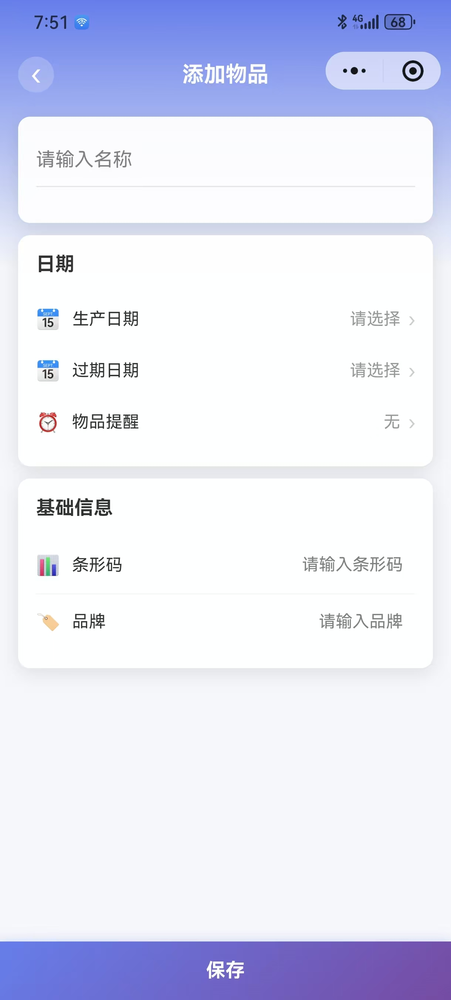 7:51 4G 68
添加物品
请输入名称
日期
SEPT. 15 生产日期 请选择
SEPT. 15 过期日期 请选择
物品提醒 无
基础信息
条形码 请输入条形码
品牌 请输入品牌
保存